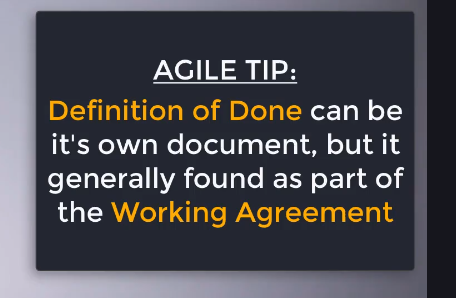 AGILE TIP:
Definition of Done can be
it's own document, but it
generally found as part of
the Working Agreement